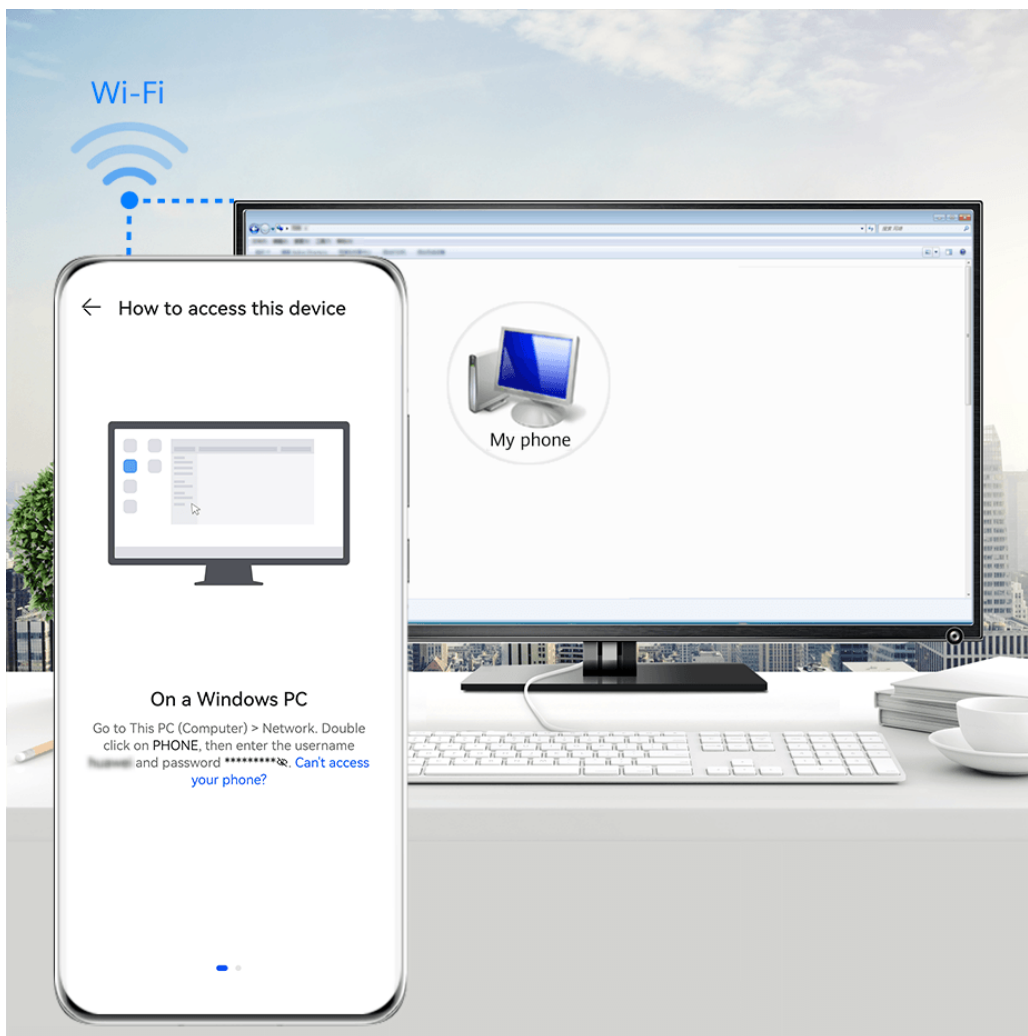 Wi-Fi
How to access this device
My phone
On a Windows PC
Go to This PC (Computer) > Network. Double
click on PHONE, then enter the username
and password *********. Can't access
your phone?